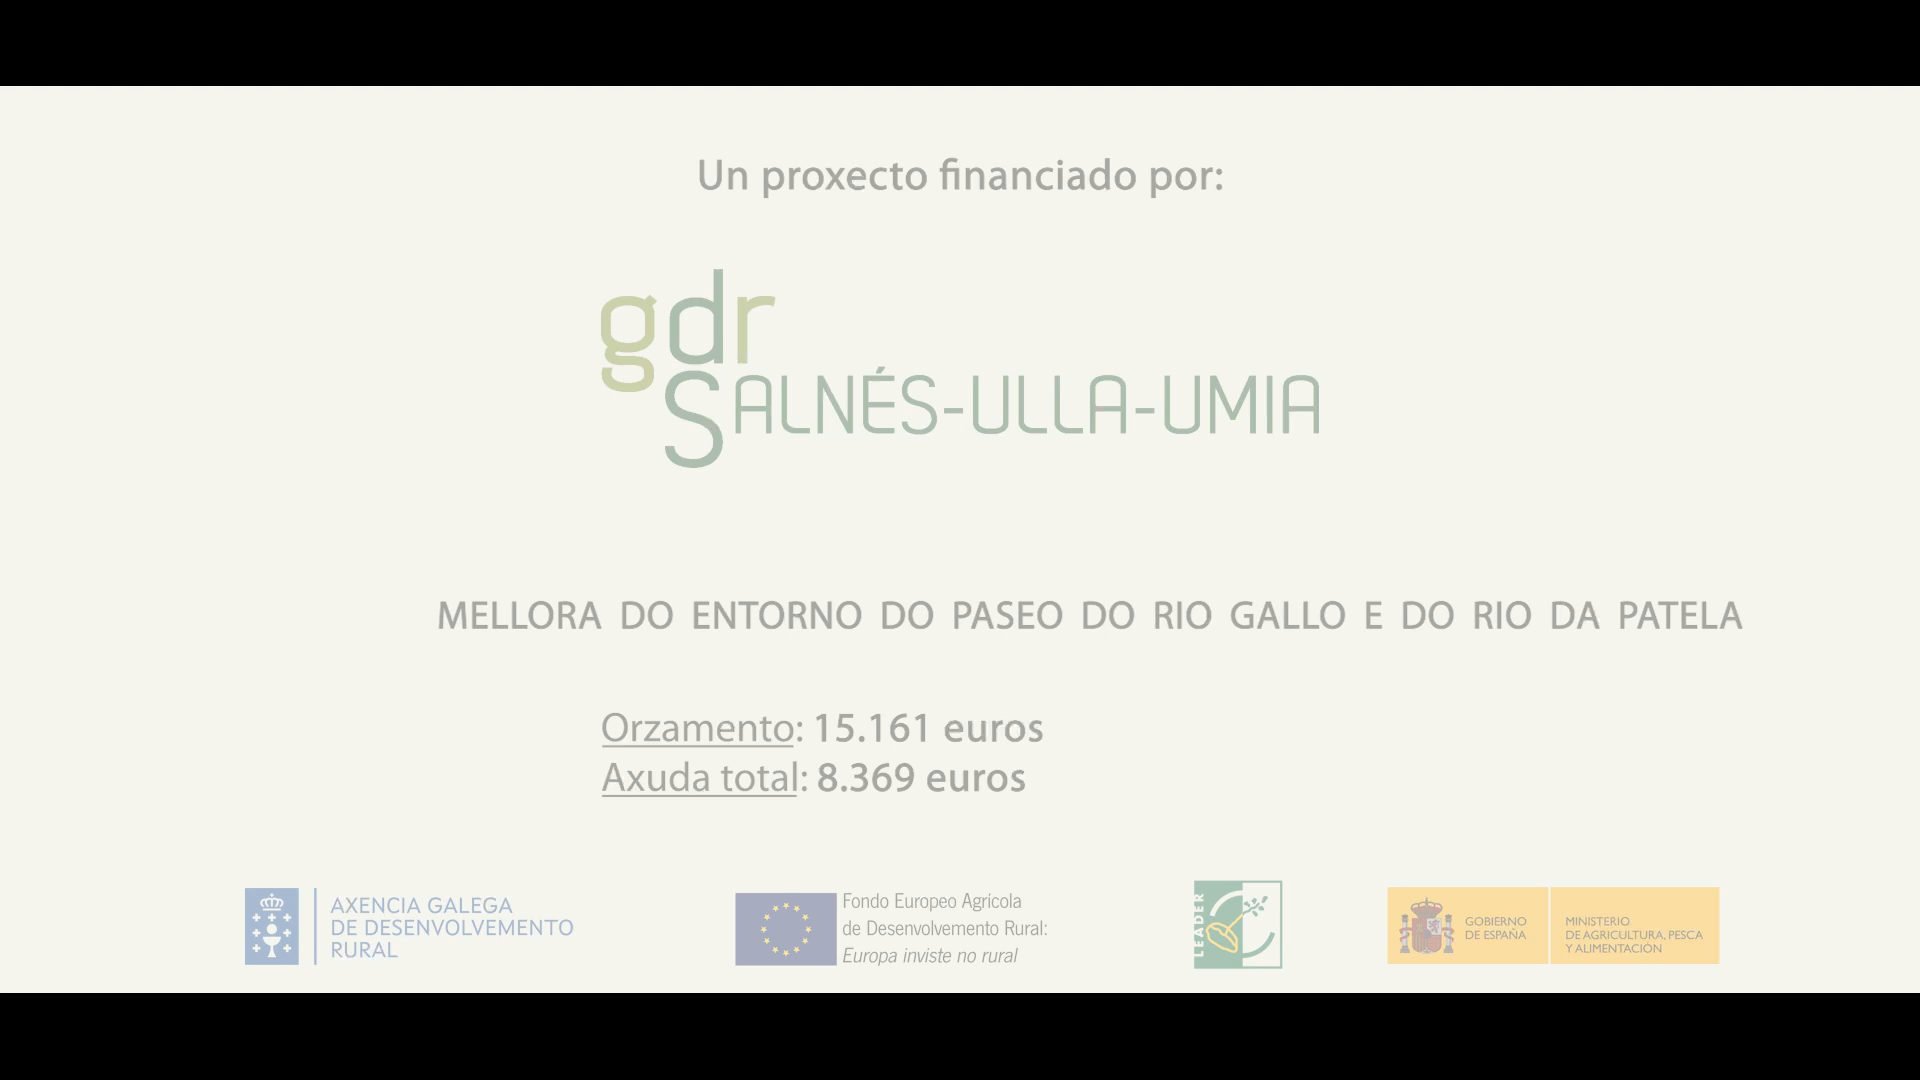 Un proxecto financiado por:
gdr
SALNÉS-ULLA-UMIA
MELLORA DO ENTORNO DO PASEO DO RIO GALLO E DO RIO DA PATELA
Orzamento: 15.161 euros
Axuda total: 8.369 euros
AXENCIA GALEGA
DE DESENVOLVEMENTO
RURAL
Fondo Europeo Agrícola
de Desenvolvemento Rural:
Europa inviste no rural
LEADER
GOBIERNO
DE ESPAÑA
MINISTERIO
DE AGRICULTURA, PESCA
Y ALIMENTACIÓN